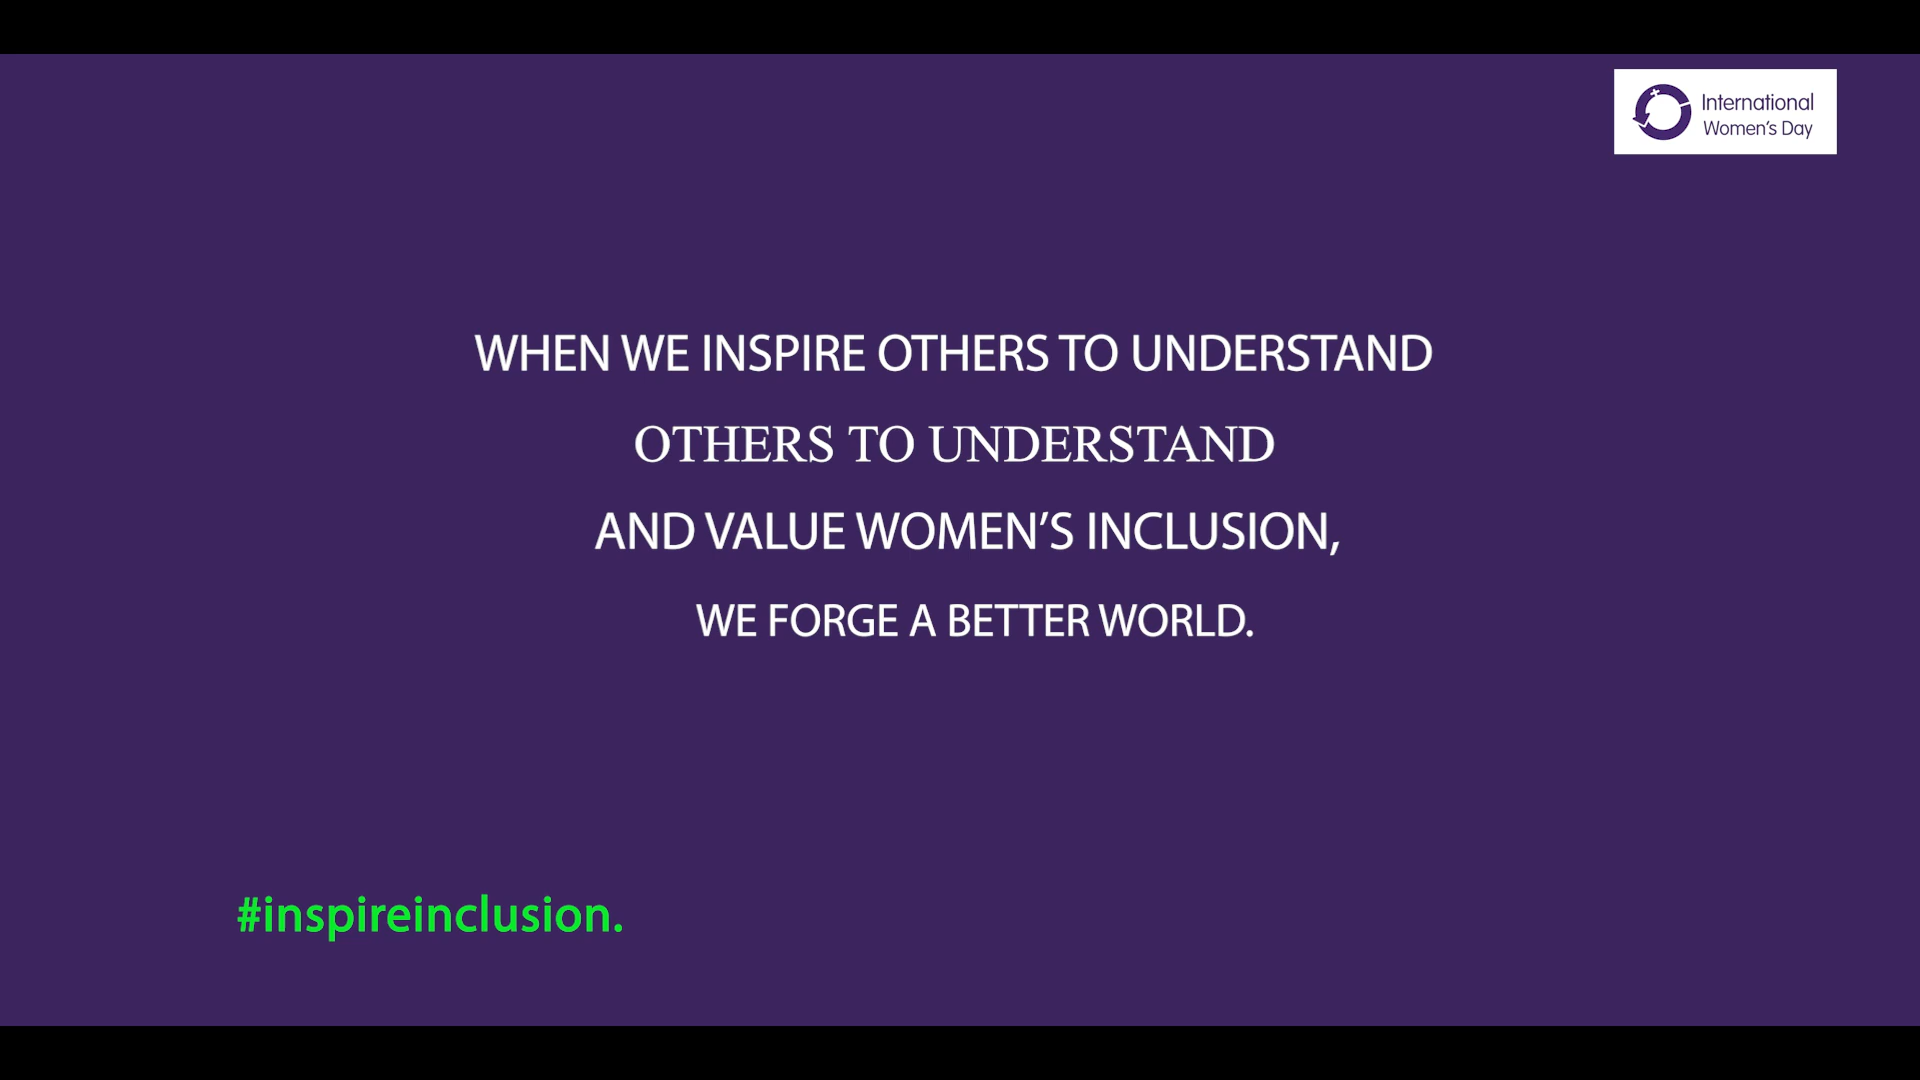 International
Women's Day
WHEN WE INSPIRE OTHERS TO UNDERSTAND
OTHERS TO UNDERSTAND
AND VALUE WOMEN’S INCLUSION,
WE FORGE A BETTER WORLD.
#inspireinclusion.